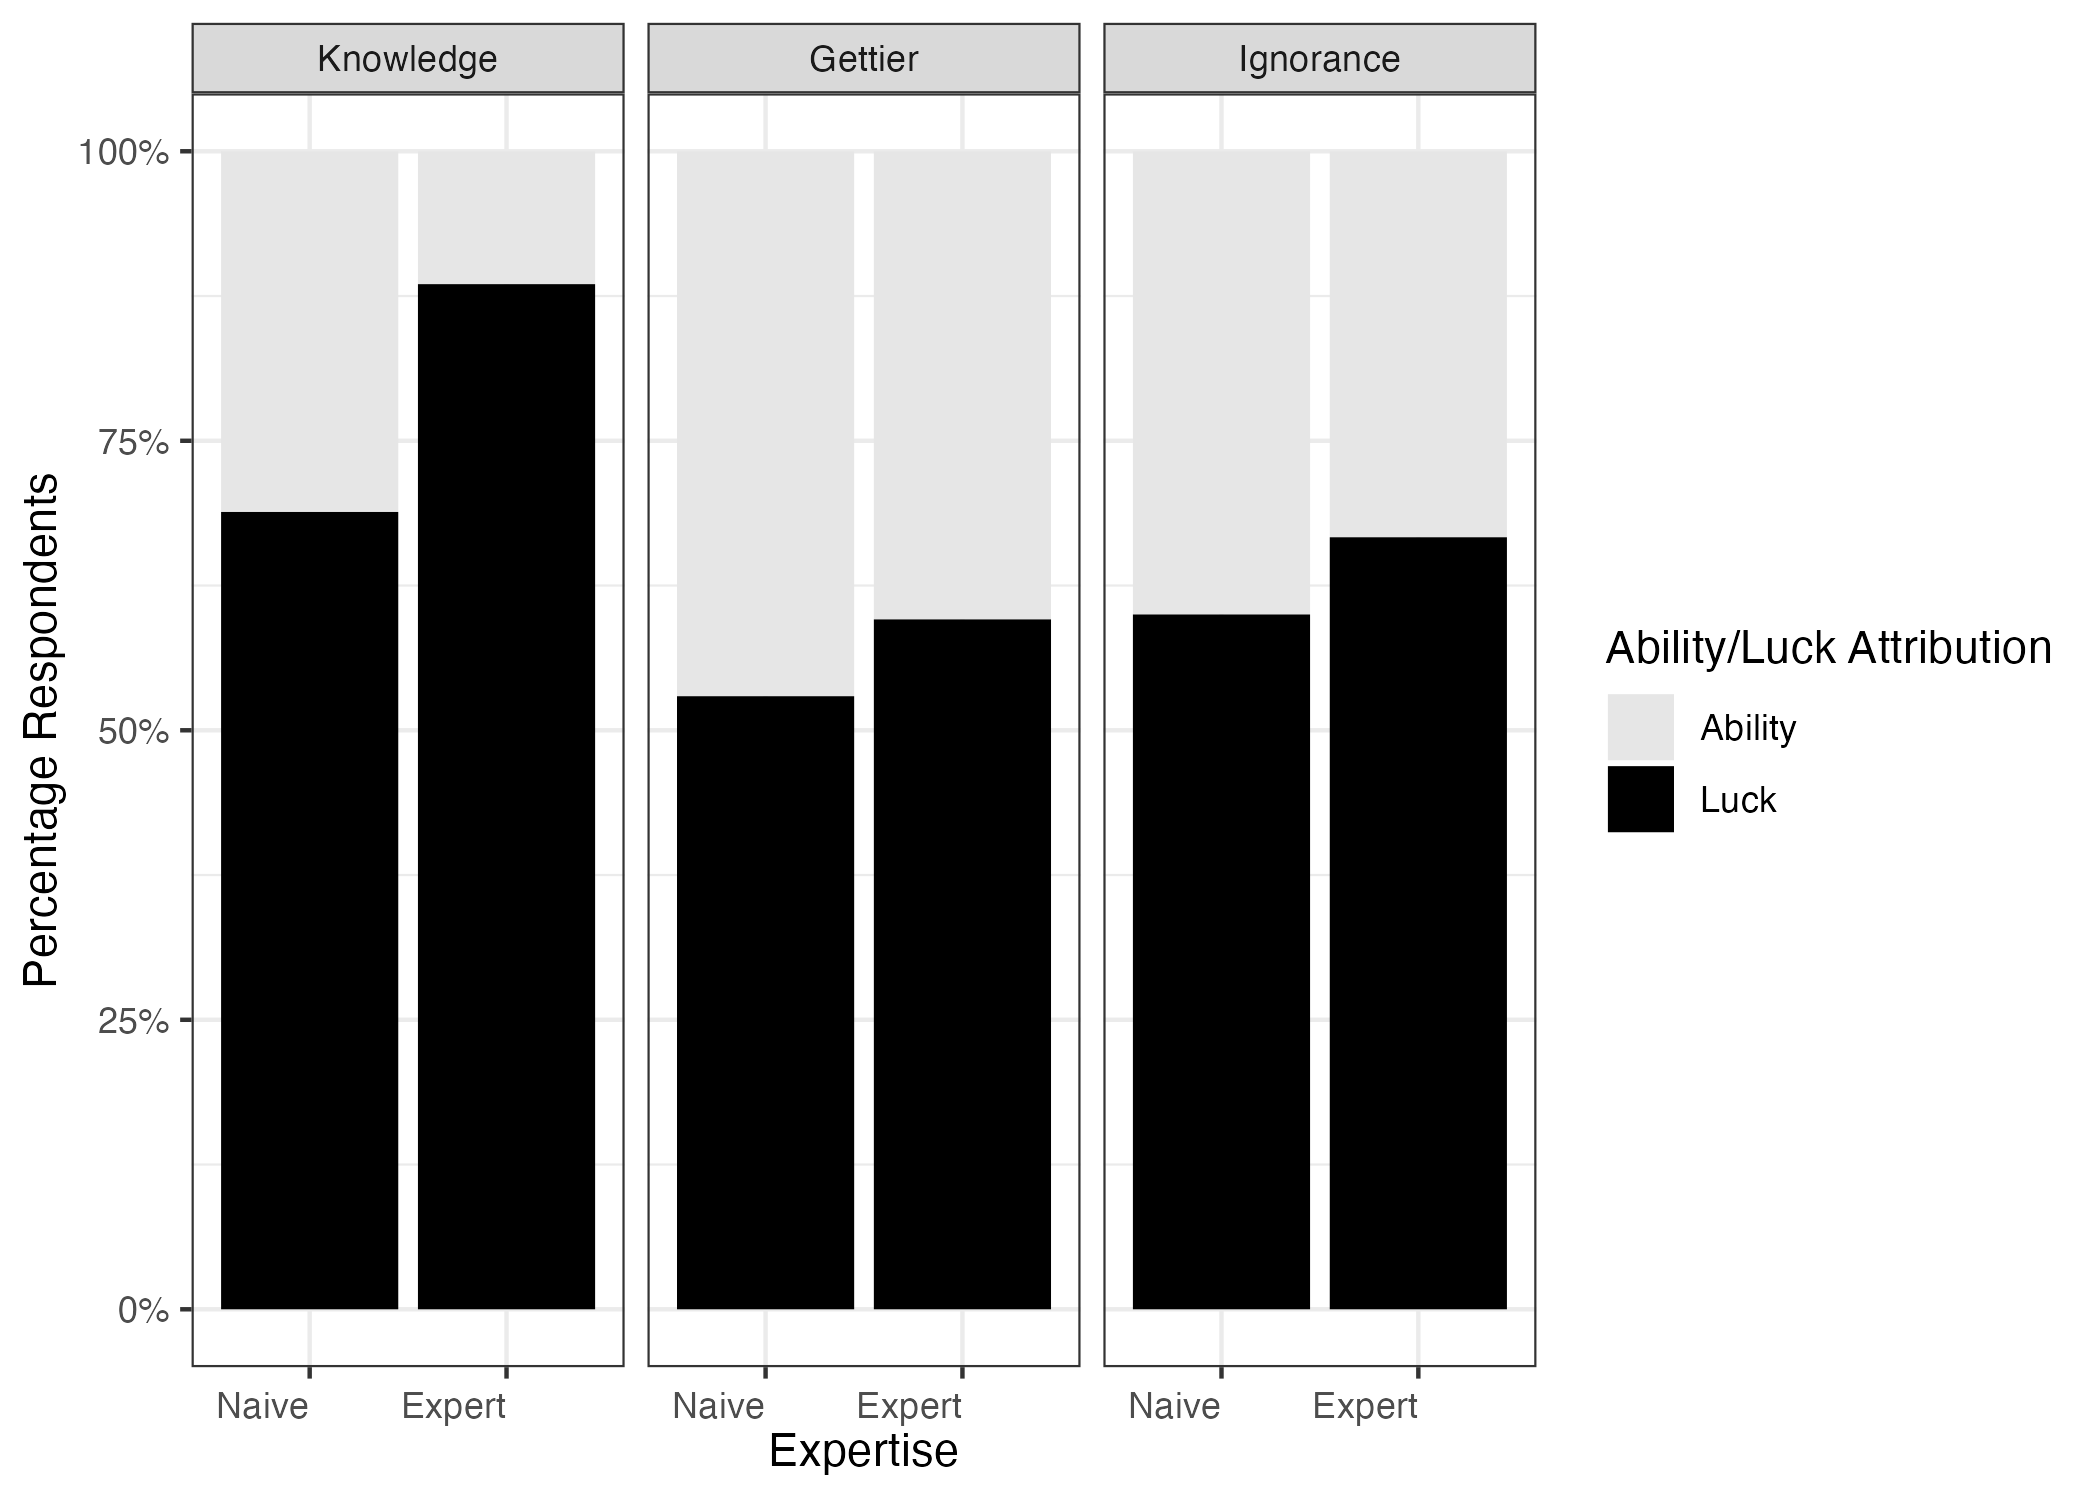 Knowledge
Gettier
Ignorance
100%
75%
50%
25%
0%
Percentage Respondents
Naive
Expert
Naive
Expert
Naive
Expert
Expertise
Ability/Luck Attribution
Ability
Luck